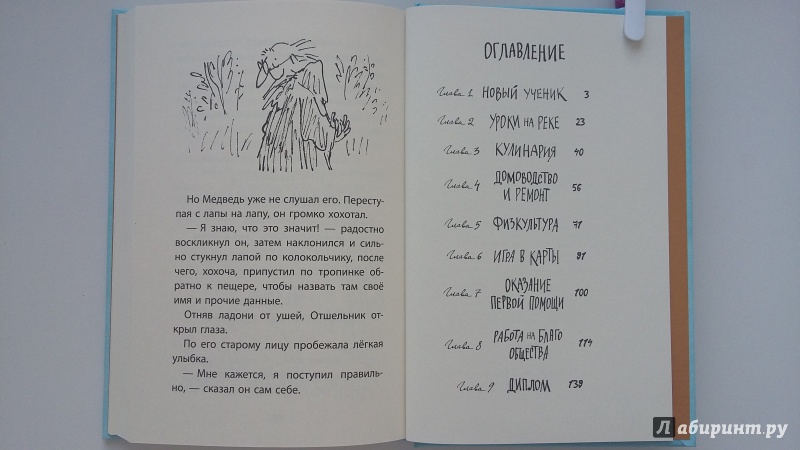 Но Медведь уже не слушал его. Переступая с лапы на лапу, он громко хохотал.
— Я знаю, что это значит! — радостно
воскликнул он, затем наклонился и силь-
но стукнул лапой по колокольчику, после
чего, хохоча, припустил по тропинке об-
ратно к пещере, чтобы назвать там своё
имя и прочие данные.
Отняв ладони от ушей, Отшельник от-
крыл глаза.
По его старому лицу пробежала лёгкая
улыбка.
— Мне кажется, я поступил правиль-
но, — сказал он сам себе.
ОГЛАВЛЕНИЕ
Глава 1 НОВЫЙ УЧЕНИК 3
Глава 2 УРОКИ НА РЕКЕ 23
Глава 3 КУЛИНАРИЯ 40
Глава 4 ДОМОВОДСТВО
И РЕМОНТ 56
Глава 5 ФИЗКУЛЬТУРА 71
Глава 6 ИГРА В КАРТЫ 91
Глава 7 ОКАЗАНИЕ
ПЕРВОЙ ПОМОЩИ 100
Глава 8 РАБОТА НА БЛАГО
ОБЩЕСТВА 114
Глава 9 ДИПЛОМ 139
Лабиринт.ру